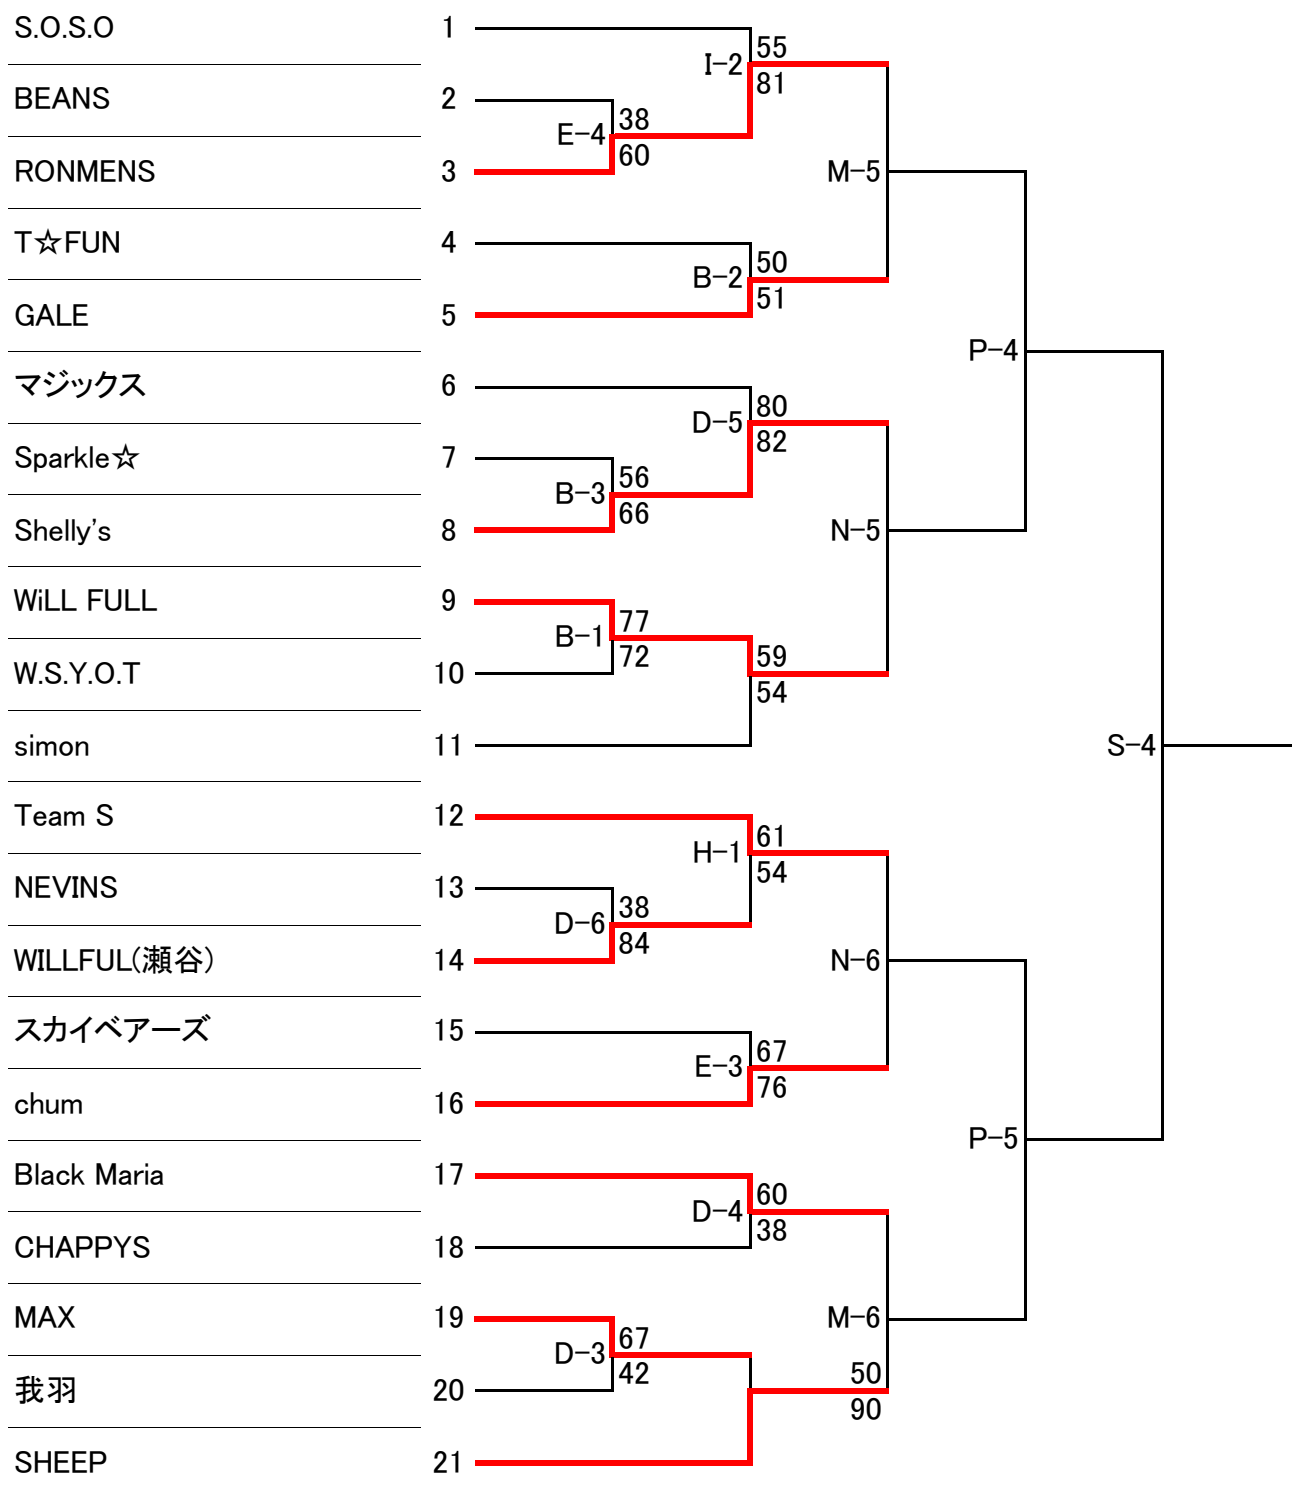 S.O.S.O 1
55
I-2
81
BEANS 2
38
E-4
60
RONMENS 3
M-5
T☆FUN 4
50
B-2
51
GALE 5
P-4
マジックス 6
80
D-5
82
Sparkle☆ 7
56
B-3
66
Shelly's 8
N-5
WiLL FULL 9
77
B-1
72
59
W.S.Y.O.T 10
54
simon 11
S-4
Team S 12
61
H-1
54
NEVINS 13
38
D-6
84
WILLFUL(瀬谷) 14
N-6
スカイベアーズ 15
67
E-3
76
chum 16
P-5
Black Maria 17
60
D-4
38
CHAPPYS 18
MAX 19
M-6
67
D-3
42
50
我羽 20
90
SHEEP 21